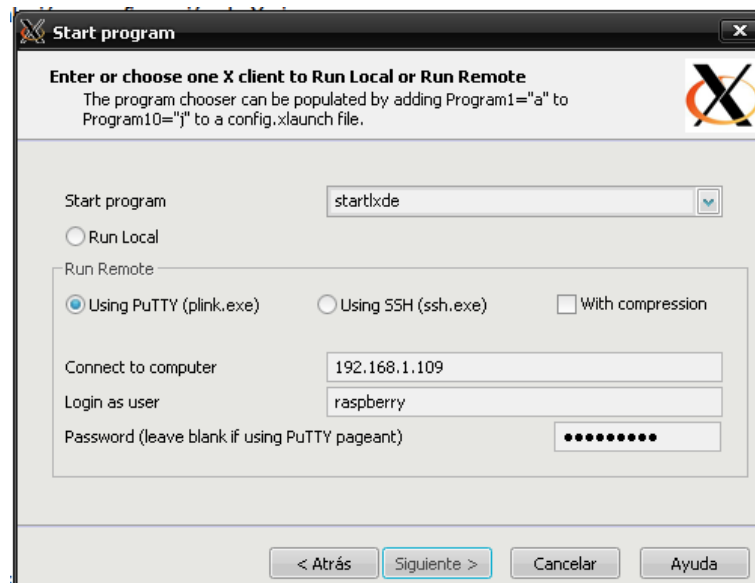 Start program
Enter or choose one X client to Run Local or Run Remote
The program chooser can be populated by adding Program1="a" to
Program10="j" to a config.xlaunch file.
Start program
startlxde
Run Local
Run Remote
Using PuTTY (plink.exe)
Using SSH (ssh.exe)
With compression
Connect to computer
192.168.1.109
Login as user
raspberry
Password (leave blank if using PuTTY pageant)
●●●●●●●●●
< Atrás
Siguiente >
Cancelar
Ayuda